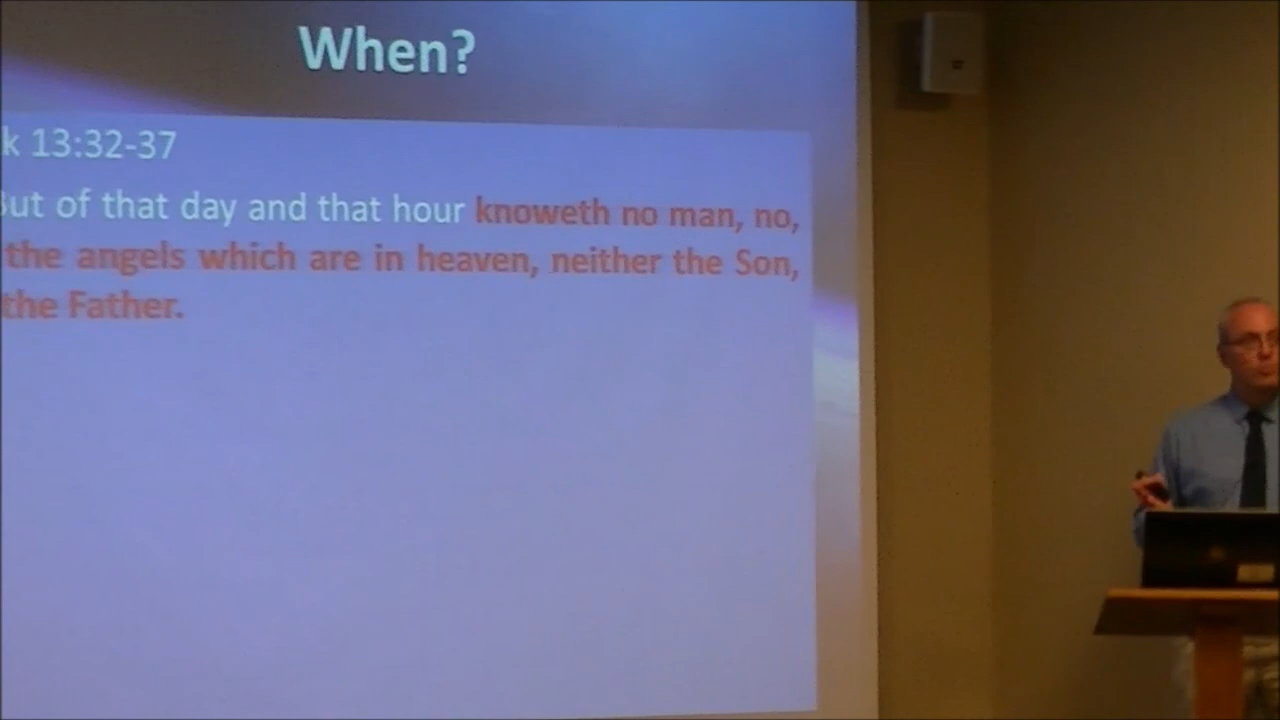 When?
k 13:32-37
But of that day and that hour knoweth no man, no,
the angels which are in heaven, neither the Son,
the Father.